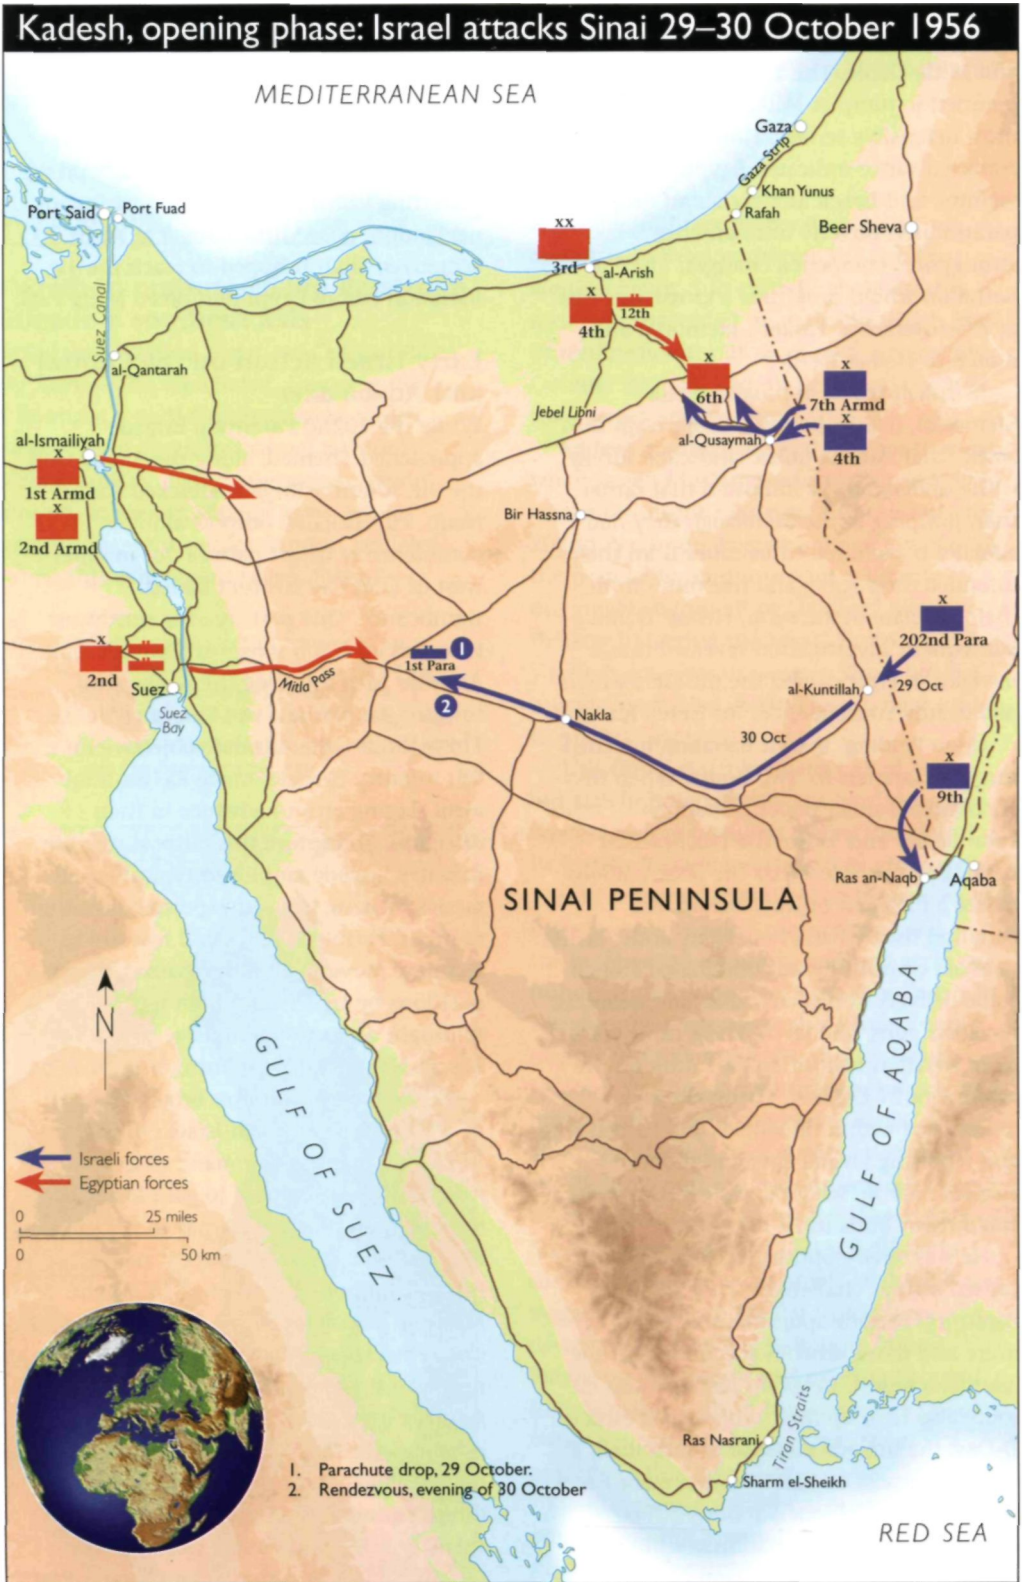 Kadesh, opening phase: Israel attacks Sinai 29–30 October 1956
MEDITERRANEAN SEA
Gaza
Gaza Strip
Khan Yunus
Rafah
Beer Sheva
Port Said
Port Fuad
xx
3rd
al-Arish
x
4th
12th
Suez Canal
al-Qantarah
x
6th
x
7th Armd
x
4th
Jebel Libni
al-Qusaymah
al-Ismailiyah
x
1st Armd
x
2nd Armd
Bir Hassna
x
202nd Para
x
2nd
Suez
Suez
Bay
Mitla Pass
1
1st Para
2
Nakla
al-Kuntillah
29 Oct
30 Oct
x
9th
Ras an-Naqb
Aqaba
SINAI PENINSULA
N
GULF OF SUEZ
GULF OF AQABA
Israeli forces
Egyptian forces
0
25 miles
0
50 km
Ras Nasrani
Tiran Straits
Sharm el-Sheikh
1. Parachute drop, 29 October.
2. Rendezvous, evening of 30 October
RED SEA